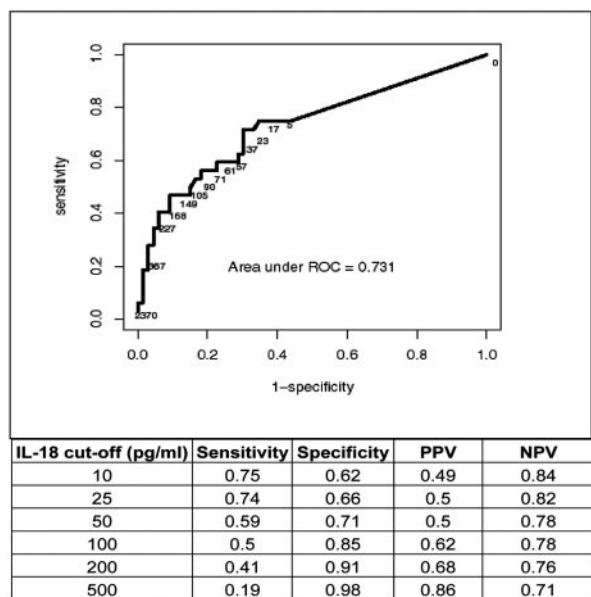 1.0
0.8
0.6
0.4
0.2
0.0
sensitivity
0
17 5
23
37
61 57
71
90
105
149
168
227
367
2370
Area under ROC = 0.731
0.0 0.2 0.4 0.6 0.8 1.0
1−specificity
IL-18 cut-off (pg/ml) Sensitivity Specificity PPV NPV
10 0.75 0.62 0.49 0.84
25 0.74 0.66 0.5 0.82
50 0.59 0.71 0.5 0.78
100 0.5 0.85 0.62 0.78
200 0.41 0.91 0.68 0.76
500 0.19 0.98 0.86 0.71